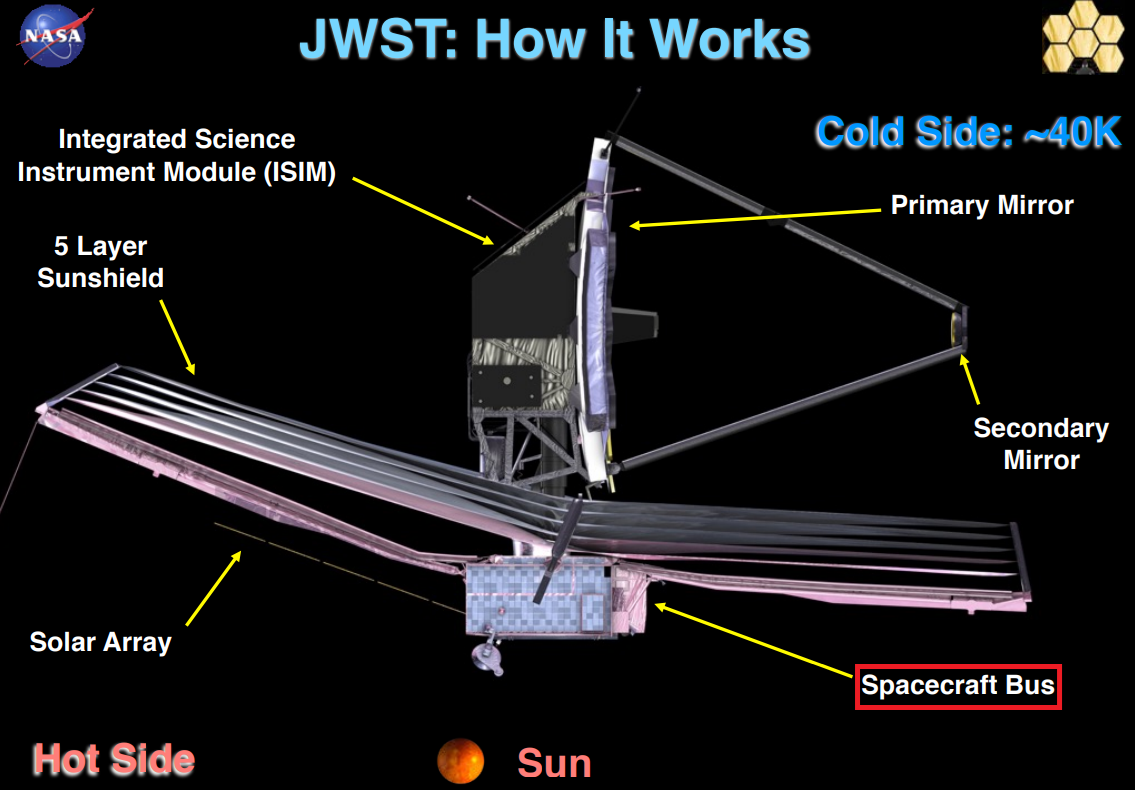 NASA
JWST: How It Works
Cold Side: ~40K
Integrated Science
Instrument Module (ISIM)
Primary Mirror
5 Layer
Sunshield
Secondary
Mirror
Solar Array
Spacecraft Bus
Hot Side
Sun